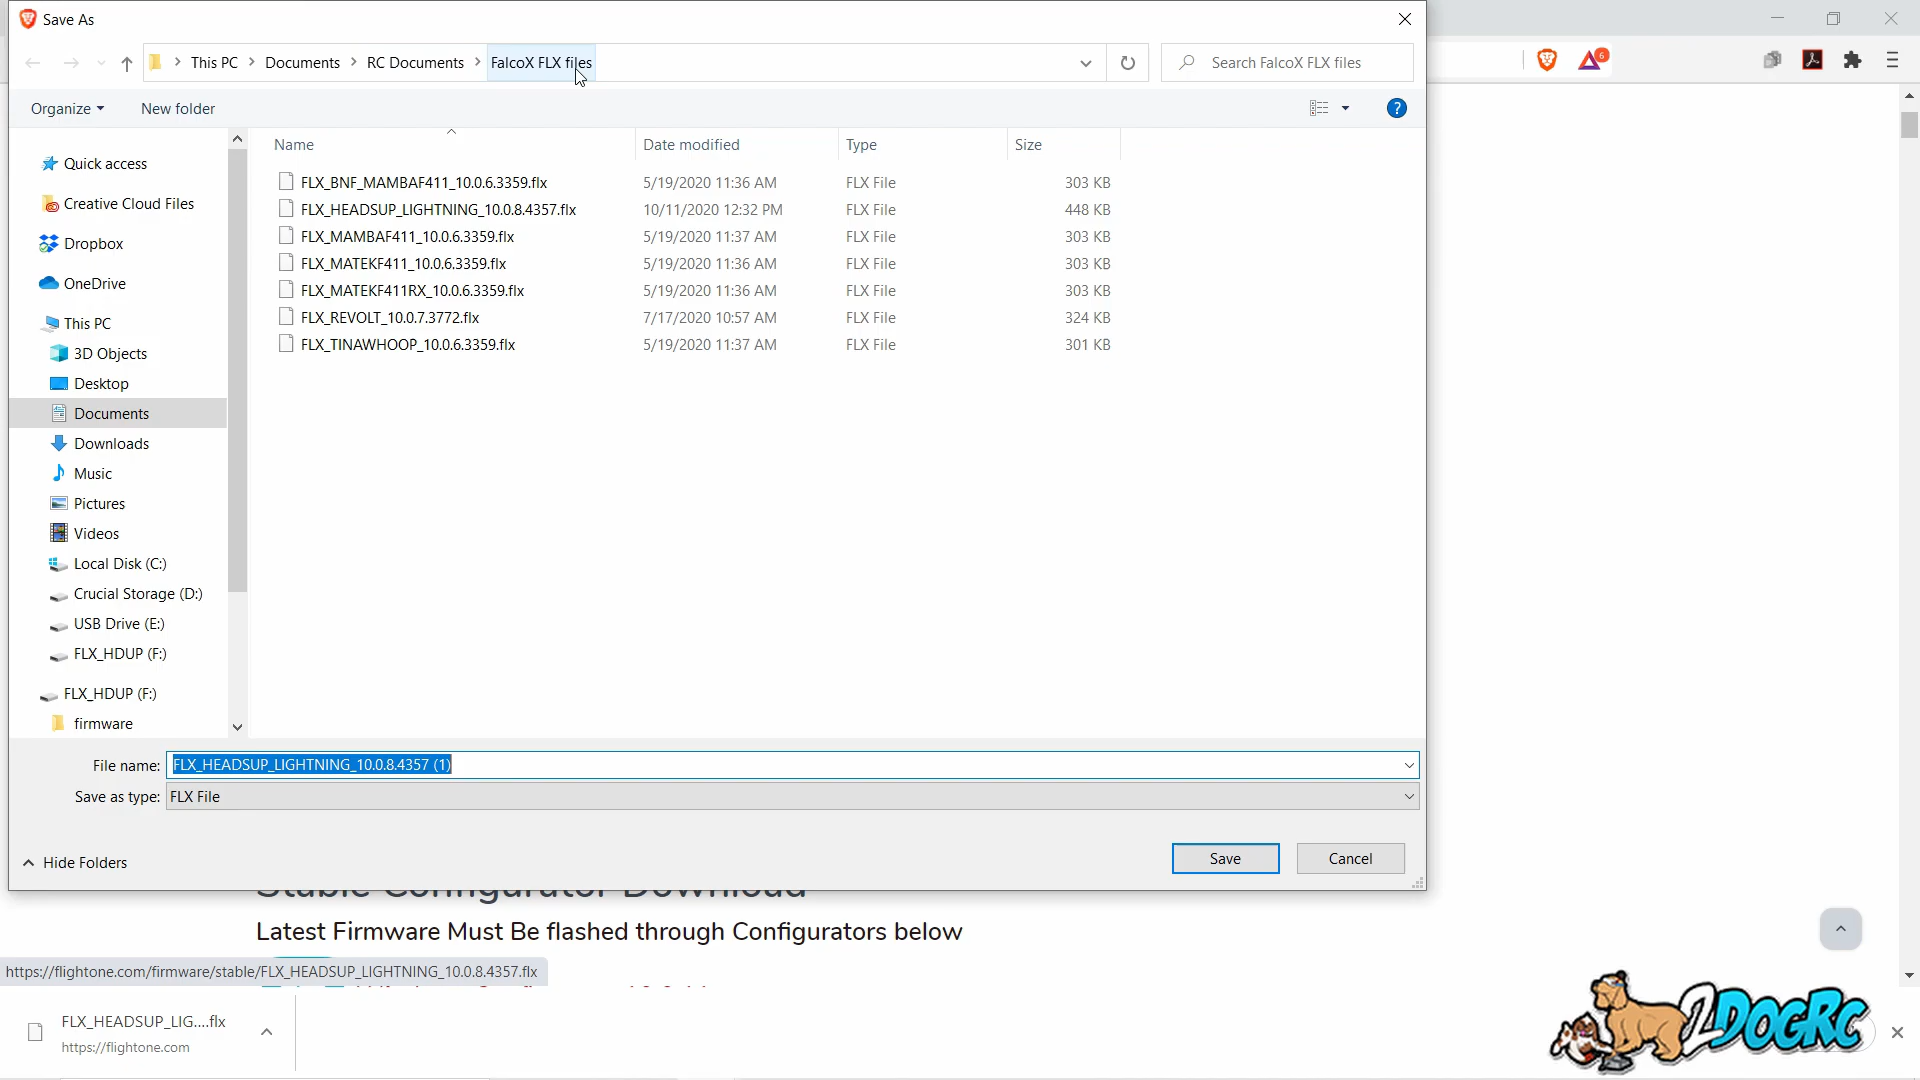 Save As
This PC > Documents > RC Documents > FalcoX FLX files
Search FalcoX FLX files
6
Organize
New folder
?
Name
Date modified
Type
Size
FLX_BNF_MAMBAF411_10.0.6.3359.flx 5/19/2020 11:36 AM FLX File 303 KB
FLX_HEADSUP_LIGHTNING_10.0.8.4357.flx 10/11/2020 12:32 PM FLX File 448 KB
FLX_MAMBAF411_10.0.6.3359.flx 5/19/2020 11:37 AM FLX File 303 KB
FLX_MATEKF411_10.0.6.3359.flx 5/19/2020 11:36 AM FLX File 303 KB
FLX_MATEKF411RX_10.0.6.3359.flx 5/19/2020 11:36 AM FLX File 303 KB
FLX_REVOLT_10.0.7.3772.flx 7/17/2020 10:57 AM FLX File 324 KB
FLX_TINAWHOOP_10.0.6.3359.flx 5/19/2020 11:37 AM FLX File 301 KB
Quick access
Creative Cloud Files
Dropbox
OneDrive
This PC
3D Objects
Desktop
Documents
Downloads
Music
Pictures
Videos
Local Disk (C:)
Crucial Storage (D:)
USB Drive (E:)
FLX_HDUP (F:)
FLX_HDUP (F:)
firmware
File name: FLX_HEADSUP_LIGHTNING_10.0.8.4357 (1)
Save as type: FLX File
Hide Folders
Save
Cancel
Stable Configurator Download
Latest Firmware Must Be flashed through Configurators below
https://flightone.com/firmware/stable/FLX_HEADSUP_LIGHTNING_10.0.8.4357.flx
FLX_HEADSUP_LIG....flx
https://flightone.com
2DOGRC